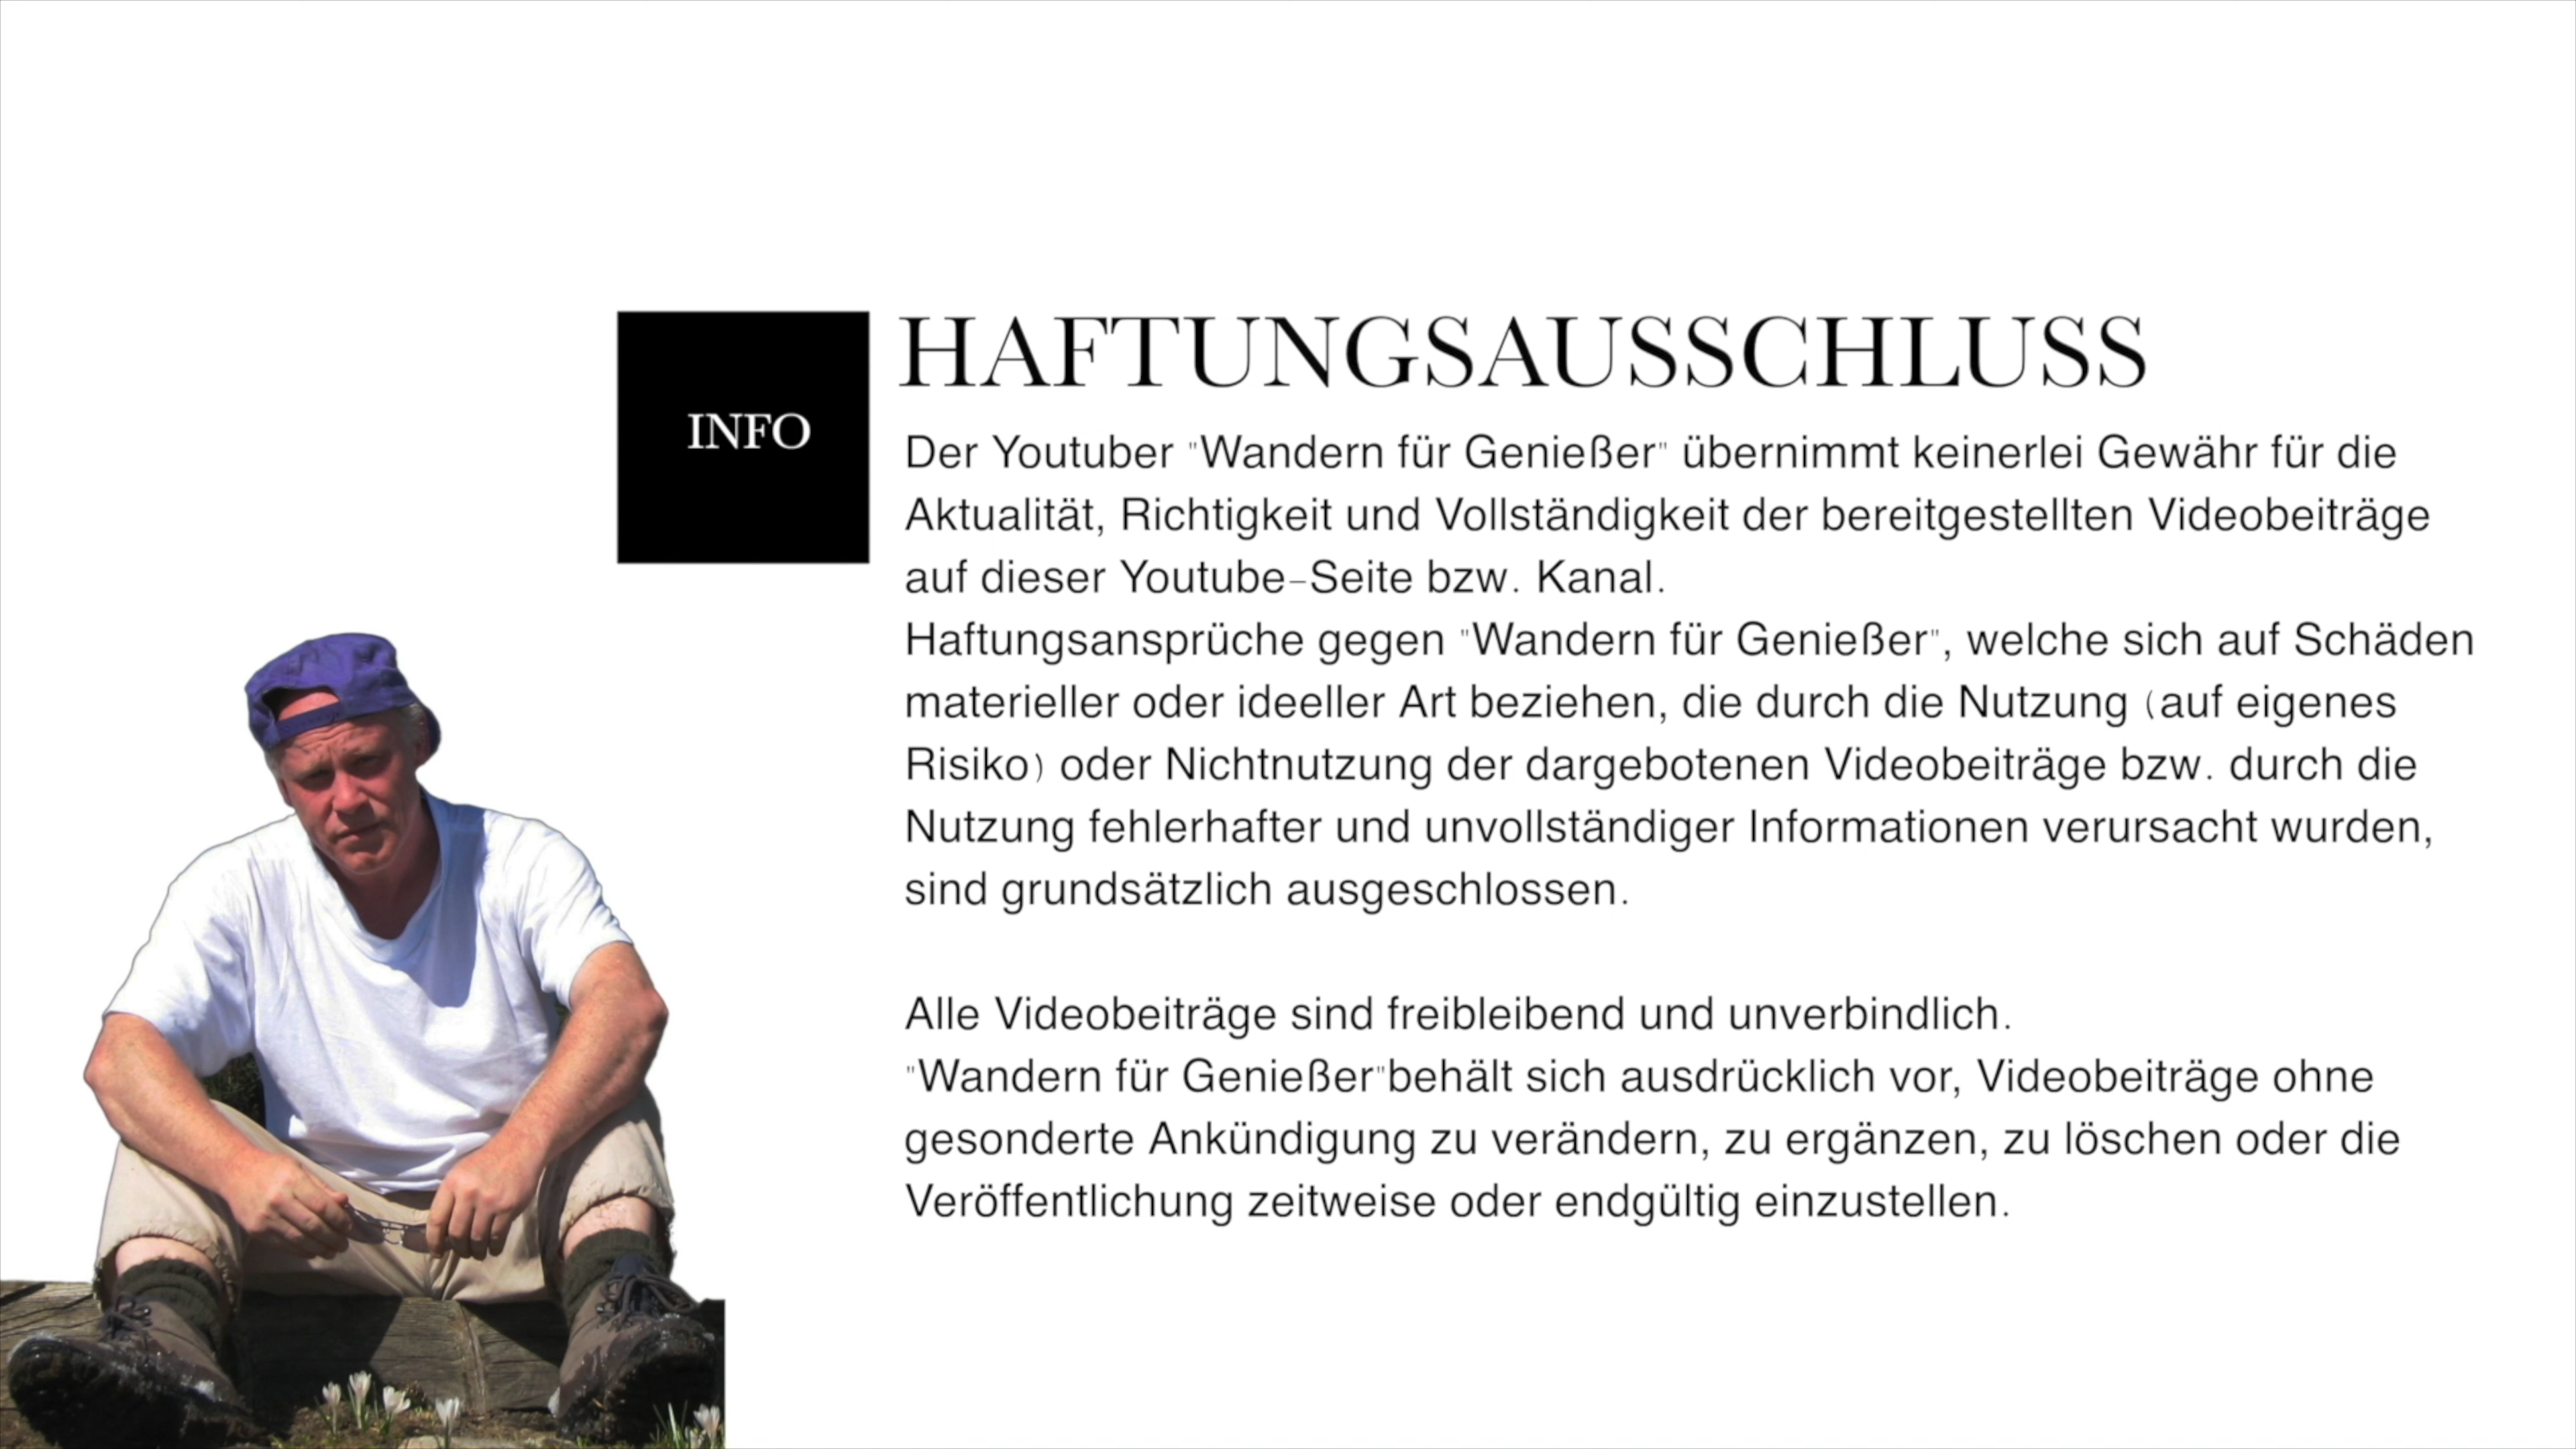 INFO
HAFTUNGSAUSSCHLUSS
Der Youtuber "Wandern für Genießer" übernimmt keinerlei Gewähr für die
Aktualität, Richtigkeit und Vollständigkeit der bereitgestellten Videobeiträge
auf dieser Youtube-Seite bzw. Kanal.
Haftungsansprüche gegen "Wandern für Genießer", welche sich auf Schäden
materieller oder ideeller Art beziehen, die durch die Nutzung (auf eigenes
Risiko) oder Nichtnutzung der dargebotenen Videobeiträge bzw. durch die
Nutzung fehlerhafter und unvollständiger Informationen verursacht wurden,
sind grundsätzlich ausgeschlossen.
Alle Videobeiträge sind freibleibend und unverbindlich.
"Wandern für Genießer"behält sich ausdrücklich vor, Videobeiträge ohne
gesonderte Ankündigung zu verändern, zu ergänzen, zu löschen oder die
Veröffentlichung zeitweise oder endgültig einzustellen.